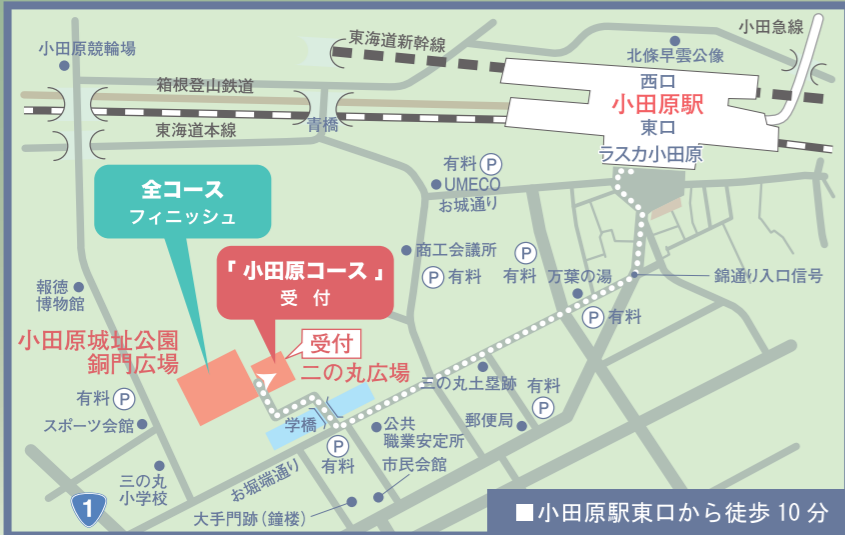 小田急線
東海道新幹線
小田原競輪場
北條早雲公像
西口
小田原駅
東口
ラスカ小田原
箱根登山鉄道
東海道本線
青橋
有料 P
UMECO
お城通り
全コース
フィニッシュ
商工会議所
P 有料
P
有料
万葉の湯
錦通り入口信号
P 有料
「 小田原コース 」
受 付
報徳
博物館
小田原城址公園
銅門広場
受付
二の丸広場
三の丸土塁跡
有料
P
郵便局
有料 P
スポーツ会館
学橋
P
有料
公共
職業安定所
市民会館
三の丸
小学校
お堀端通り
1
大手門跡(鐘楼)
■小田原駅東口から徒歩 10 分